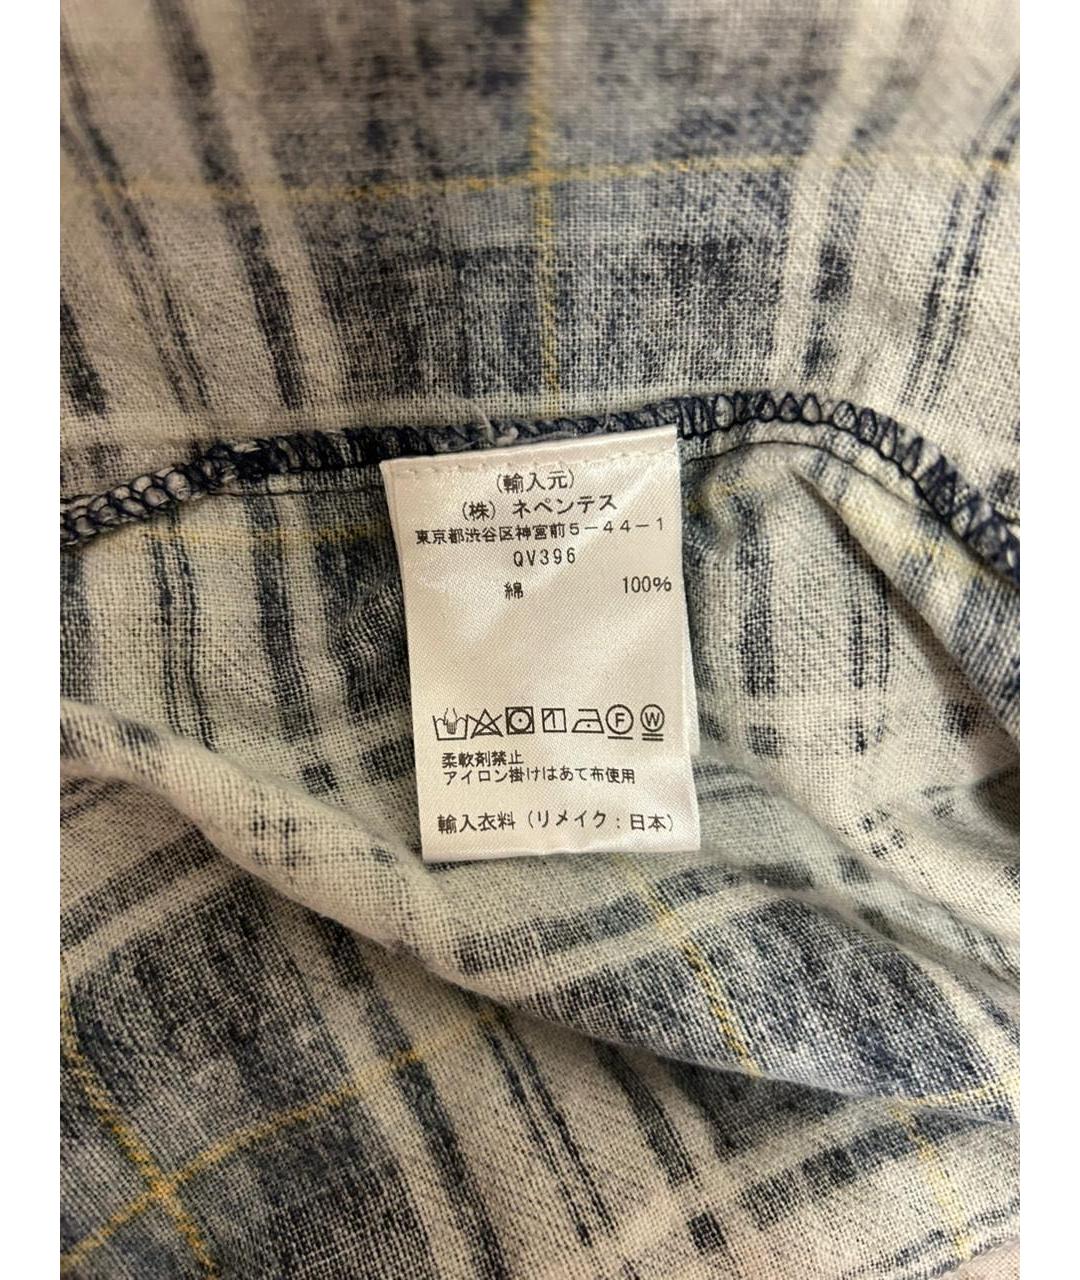 (輸入元)
(株) ネペンテス
東京都渋谷区神宮前5-44-1
QV396
綿 100%
F W
柔軟剤禁止
アイロン掛けはあて布使用
輸入衣料(リメイク:日本)